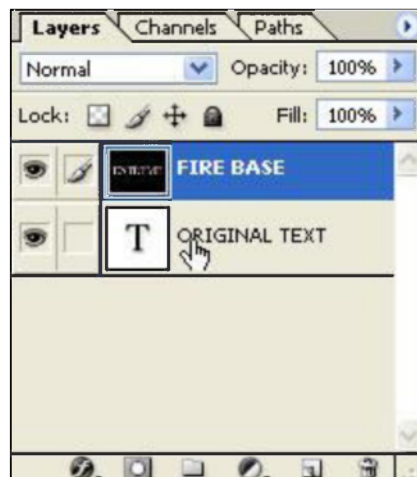 Layers Channels Paths
Normal Opacity: 100%
Lock: Fill: 100%
FIRE BASE
T ORIGINAL TEXT